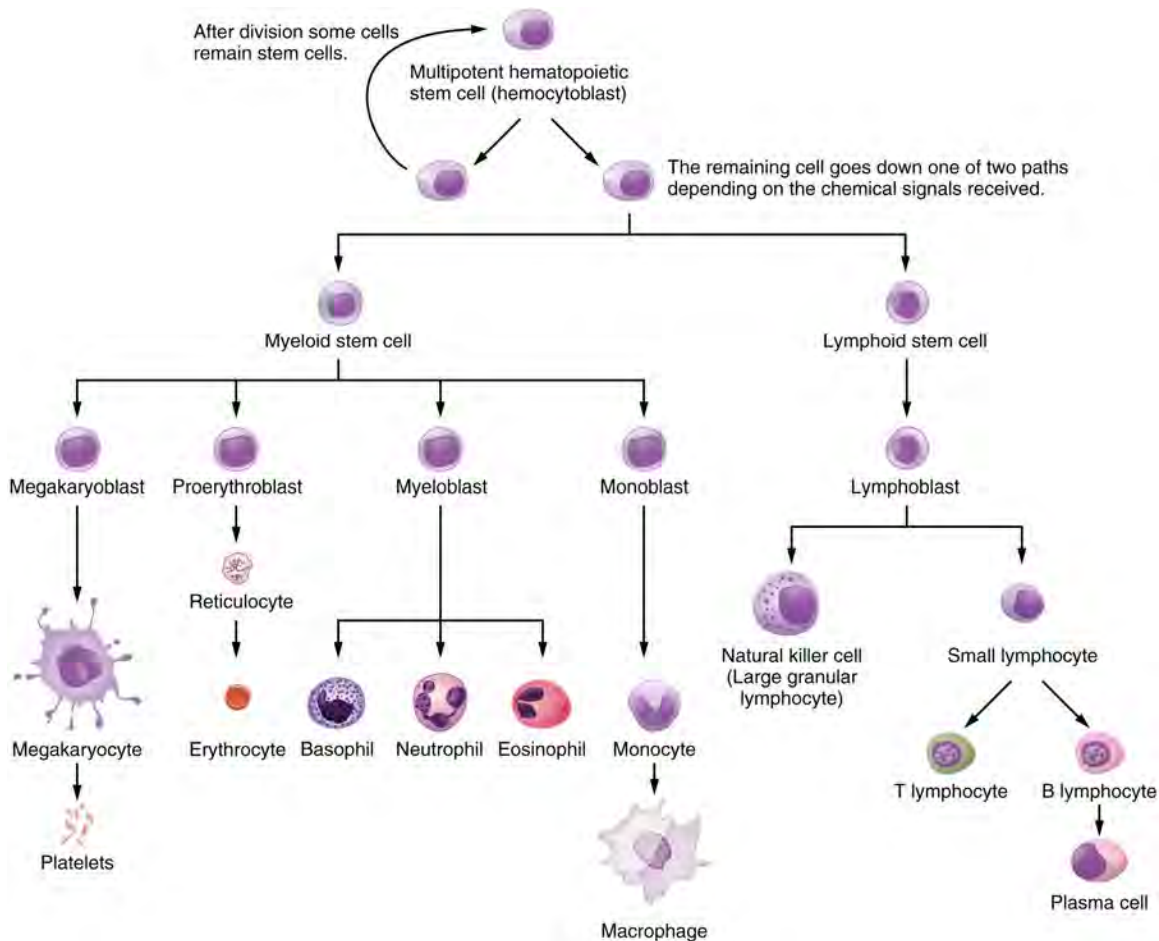 After division some cells
remain stem cells.
Multipotent hematopoietic
stem cell (hemocytoblast)
The remaining cell goes down one of two paths
depending on the chemical signals received.
Myeloid stem cell
Lymphoid stem cell
Megakaryoblast
Proerythroblast
Myeloblast
Monoblast
Lymphoblast
Reticulocyte
Natural killer cell
(Large granular
lymphocyte)
Small lymphocyte
Megakaryocyte
Erythrocyte
Basophil
Neutrophil
Eosinophil
Monocyte
T lymphocyte
B lymphocyte
Platelets
Macrophage
Plasma cell